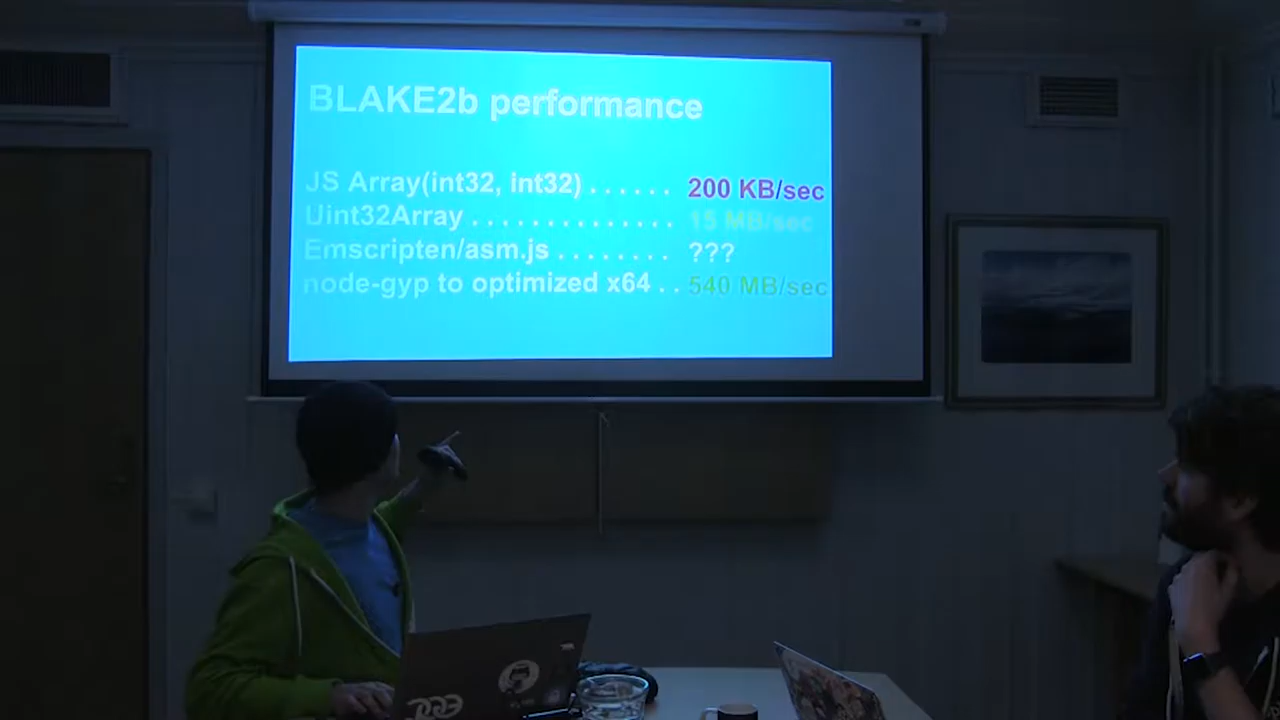 BLAKE2b performance
JS Array(int32, int32) . . . . . . 200 KB/sec
Uint32Array . . . . . . . . . . . . . . 15 MB/sec
Emscripten/asm.js . . . . . . . . ???
node-gyp to optimized x64 . . 540 MB/sec